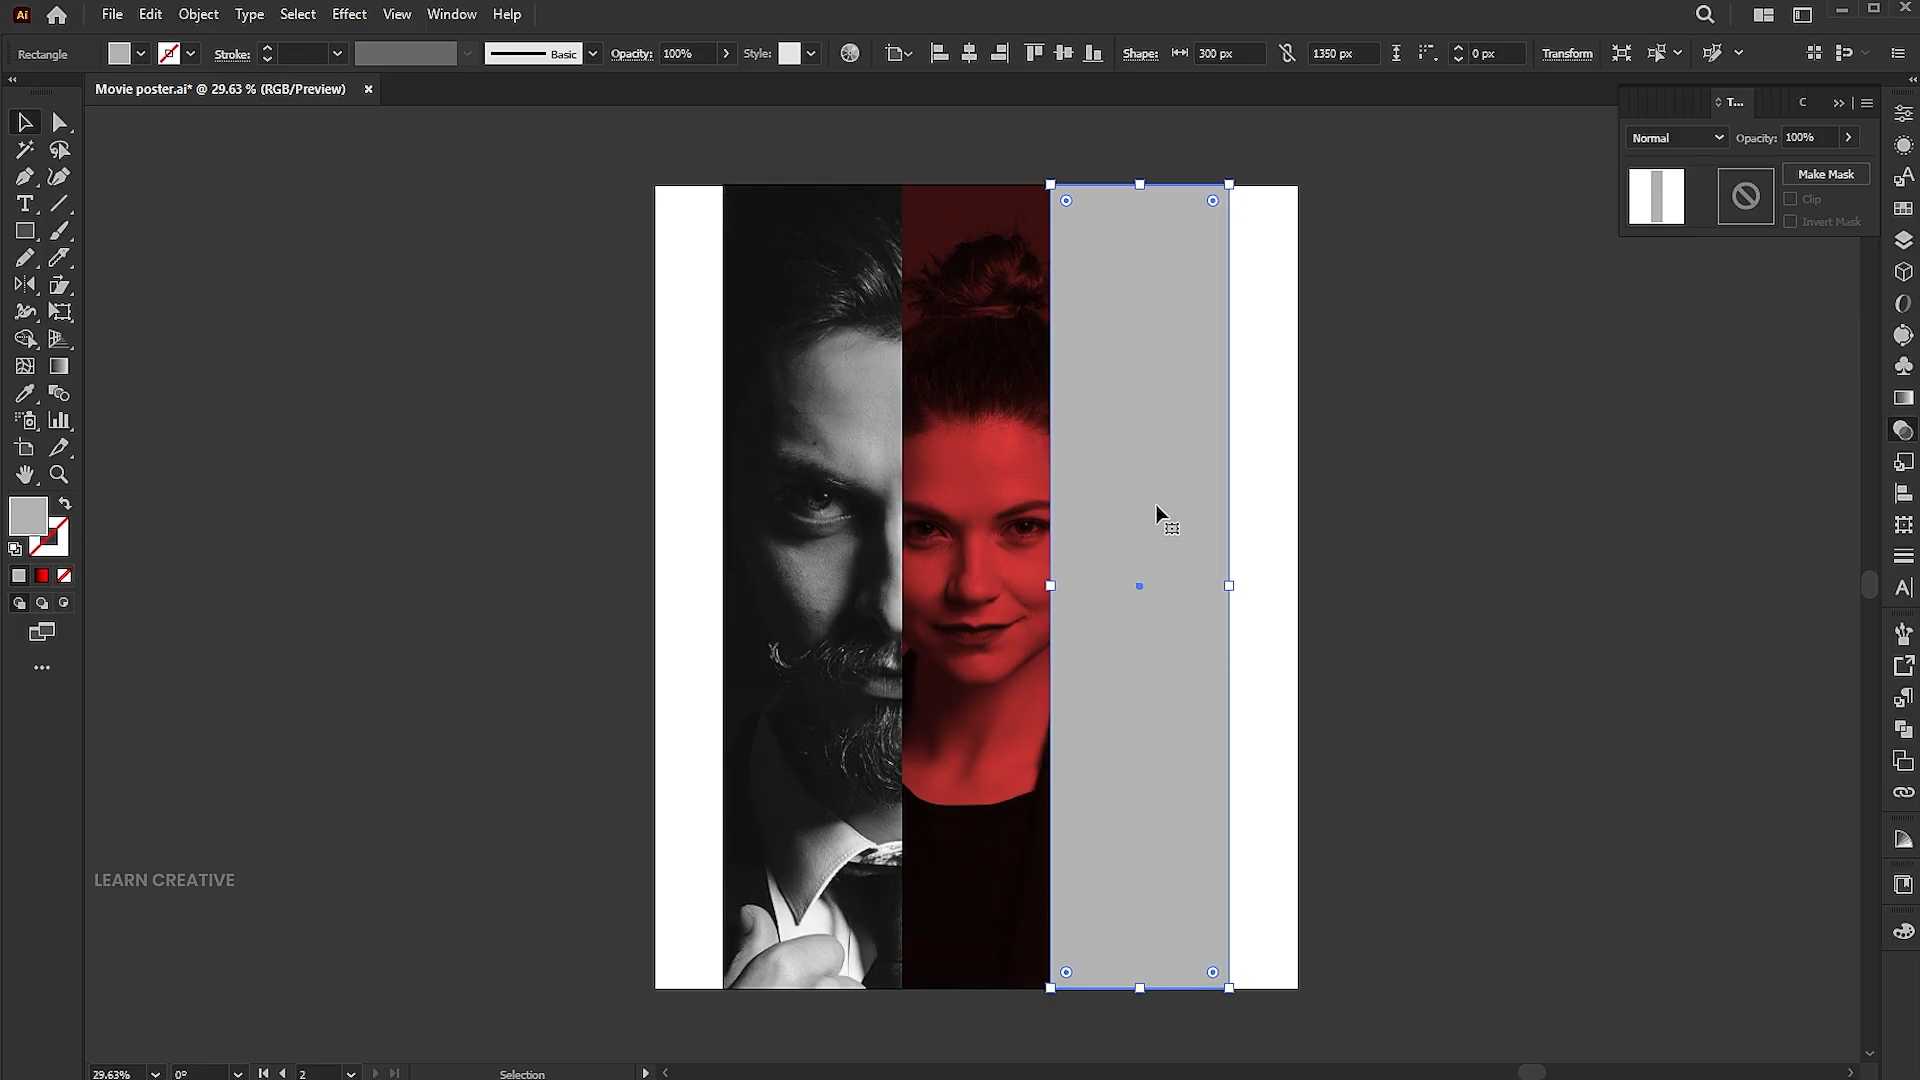 Ai File Edit Object Type Select Effect View Window Help
Rectangle Stroke: Basic Opacity: 100% Style: Shape: 300 px 1350 px 0 px Transform
Movie poster.ai* @ 29.63 % (RGB/Preview) ×
T... C
Normal Opacity: 100%
Make Mask
Clip
Invert Mask
LEARN CREATIVE
29.63% 0° 2 Selection